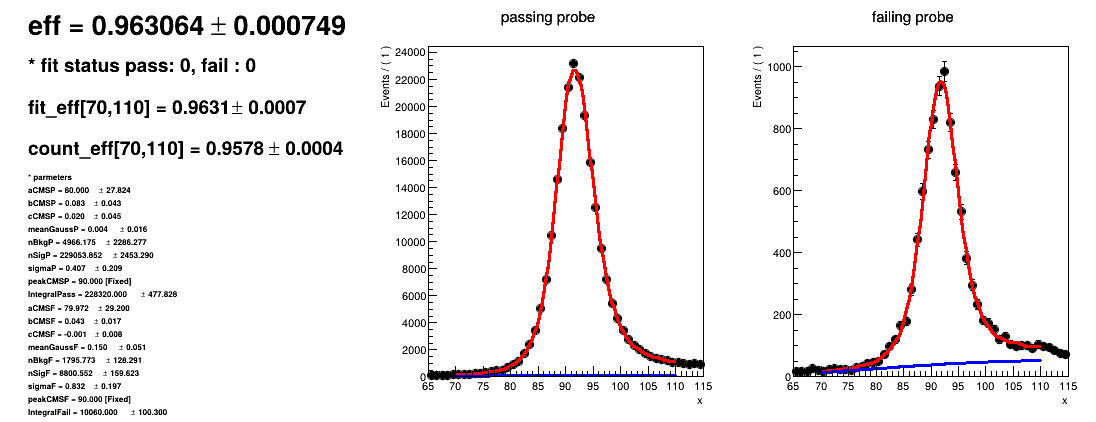 eff = 0.963064 ± 0.000749
* fit status pass: 0, fail : 0
fit_eff[70,110] = 0.9631± 0.0007
count_eff[70,110] = 0.9578 ± 0.0004
* parmeters
aCMSP = 80.000 ± 27.824
bCMSP = 0.083 ± 0.043
cCMSP = 0.020 ± 0.045
meanGaussP = 0.004 ± 0.016
nBkgP = 4966.175 ± 2286.277
nSigP = 229053.852 ± 2453.290
sigmaP = 0.407 ± 0.209
peakCMSP = 90.000 [Fixed]
IntegralPass = 228320.000 ± 477.828
aCMSF = 79.972 ± 29.200
bCMSF = 0.043 ± 0.017
cCMSF = -0.001 ± 0.008
meanGaussF = 0.150 ± 0.051
nBkgF = 1795.773 ± 128.291
nSigF = 8800.552 ± 159.623
sigmaF = 0.832 ± 0.197
peakCMSF = 90.000 [Fixed]
IntegralFail = 10060.000 ± 100.300
passing probe
Events / ( 1 )
24000
22000
20000
18000
16000
14000
12000
10000
8000
6000
4000
2000
0
65 70 75 80 85 90 95 100 105 110 115
x
failing probe
Events / ( 1 )
1000
800
600
400
200
0
65 70 75 80 85 90 95 100 105 110 115
x